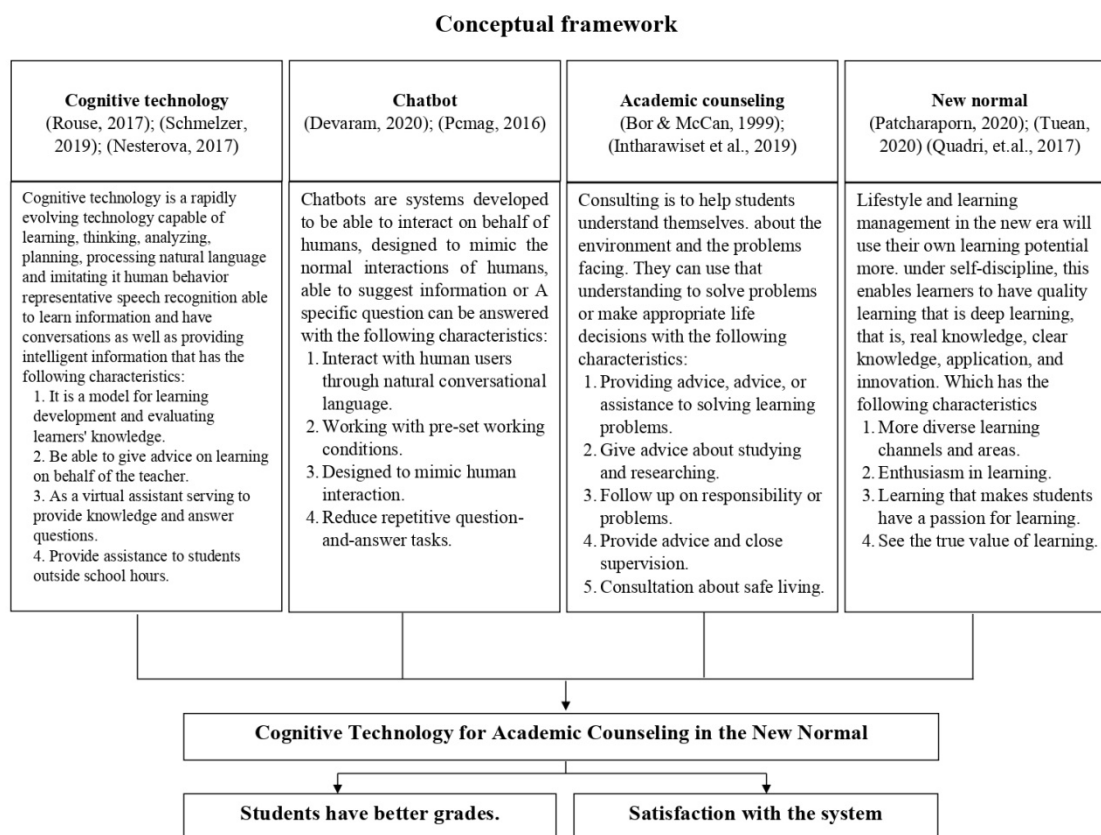 Conceptual framework
Cognitive technology
(Rouse, 2017); (Schmelzer,
2019); (Nesterova, 2017)
Cognitive technology is a rapidly
evolving technology capable of
learning, thinking, analyzing,
planning, processing natural language
and imitating it human behavior
representative speech recognition able
to learn information and have
conversations as well as providing
intelligent information that has the
following characteristics:
1. It is a model for learning
development and evaluating
learners' knowledge.
2. Be able to give advice on learning
on behalf of the teacher.
3. As a virtual assistant serving to
provide knowledge and answer
questions.
4. Provide assistance to students
outside school hours.
Chatbot
(Devaram, 2020); (Pcmag, 2016)
Chatbots are systems developed
to be able to interact on behalf of
humans, designed to mimic the
normal interactions of humans,
able to suggest information or A
specific question can be answered
with the following characteristics:
1. Interact with human users
through natural conversational
language.
2. Working with pre-set working
conditions.
3. Designed to mimic human
interaction.
4. Reduce repetitive question-
and-answer tasks.
Academic counseling
(Bor & McCan, 1999);
(Intharawiset et al., 2019)
Consulting is to help students
understand themselves. about the
environment and the problems
facing. They can use that
understanding to solve problems
or make appropriate life
decisions with the following
characteristics:
1. Providing advice, advice, or
assistance to solving learning
problems.
2. Give advice about studying
and researching.
3. Follow up on responsibility or
problems.
4. Provide advice and close
supervision.
5. Consultation about safe living.
New normal
(Patcharaporn, 2020); (Tuean,
2020) (Quadri, et.al., 2017)
Lifestyle and learning
management in the new era will
use their own learning potential
more. under self-discipline, this
enables learners to have quality
learning that is deep learning,
that is, real knowledge, clear
knowledge, application, and
innovation. Which has the
following characteristics
1. More diverse learning
channels and areas.
2. Enthusiasm in learning.
3. Learning that makes students
have a passion for learning.
4. See the true value of learning.
Cognitive Technology for Academic Counseling in the New Normal
Students have better grades.
Satisfaction with the system